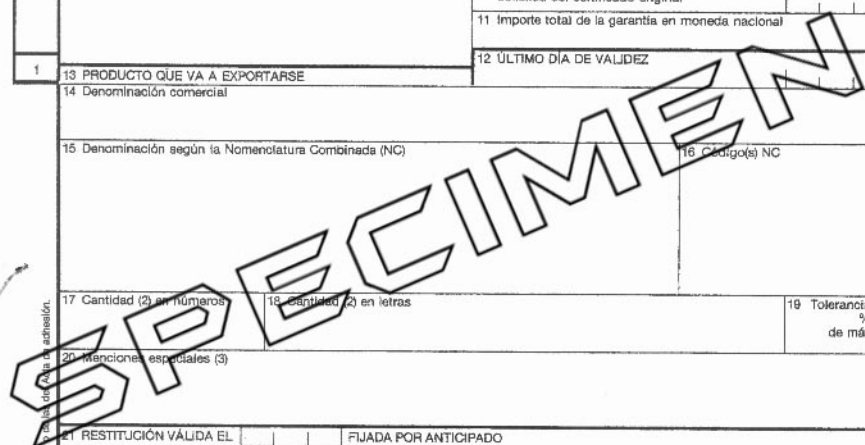 11 Importe total de la garantía en moneda nacional
12 ÚLTIMO DÍA DE VALIDEZ
1
13 PRODUCTO QUE VA A EXPORTARSE
14 Denominación comercial
15 Denominación según la Nomenclatura Combinada (NC)
16 Código(s) NC
SPECIMEN
17 Cantidad (2) en números
18 Cantidad (2) en letras
19 Tolerancia
%
de más
20 Menciones especiales (3)
21 RESTITUCIÓN VÁLIDA EL
FIJADA POR ANTICIPADO